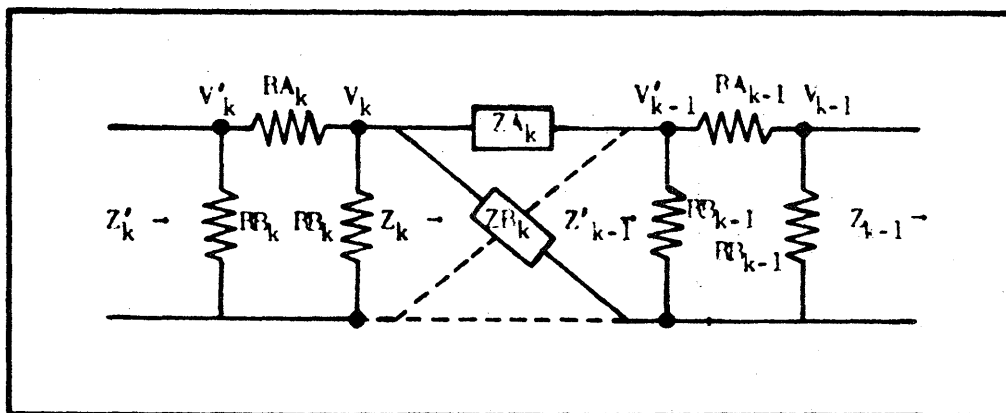 V'k RAk Vk V'k-1 RAk-1 Vk-1
ZAk
Z'k → RBk RBk Zk → ZBk Z'k-1 → RBk-1 Zk-1 →
RBk-1